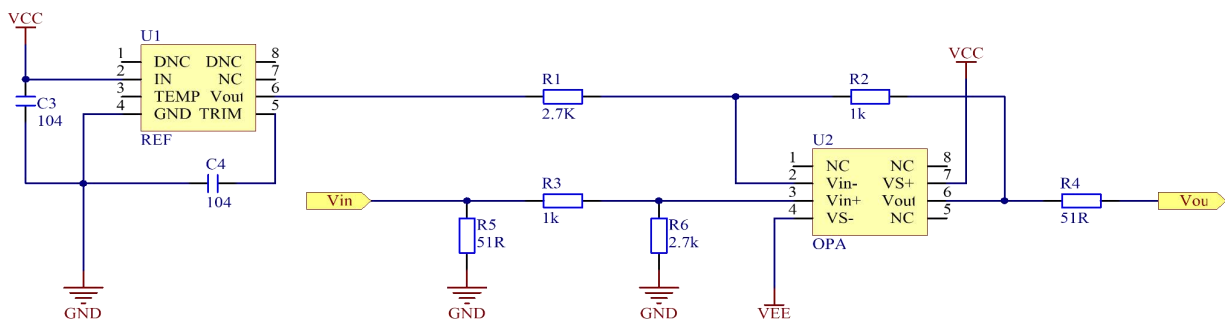 VCC
U1
1 DNC DNC 8
2 IN NC 7
3 TEMP Vout 6
4 GND TRIM 5
REF
C3
104
C4
104
GND
R1
2.7K
R2
1k
VCC
U2
1 NC NC 8
2 Vin- VS+ 7
3 Vin+ Vout 6
4 VS- NC 5
OPA
Vin
R3
1k
R5
51R
R6
2.7k
R4
51R
Vou
GND
GND
VEE